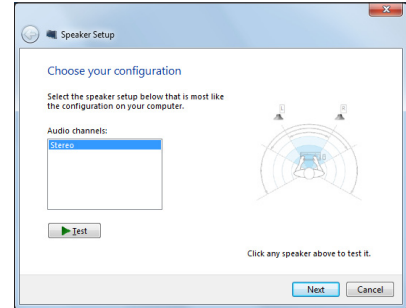 Speaker Setup
Choose your configuration
Select the speaker setup below that is most like
the configuration on your computer.
Audio channels:
Stereo
L
R
Test
Click any speaker above to test it.
Next
Cancel